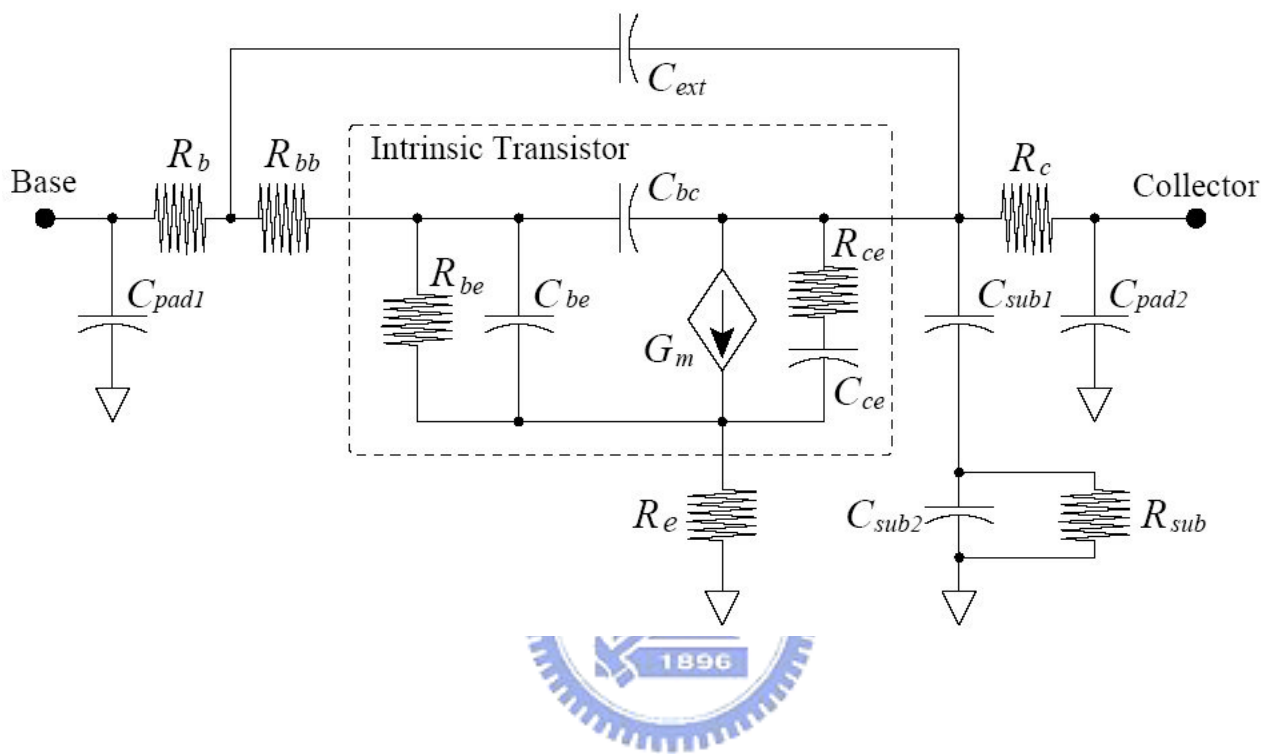 C_ext
Intrinsic Transistor
R_b
R_bb
C_bc
R_c
Base
Collector
R_be
C_be
R_ce
C_pad1
C_sub1
C_pad2
G_m
C_ce
R_e
C_sub2
R_sub
1896